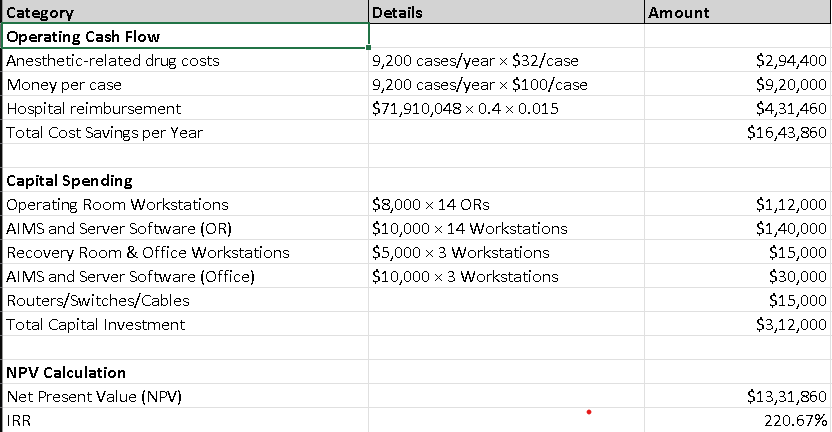 Category Details Amount
Operating Cash Flow
Anesthetic-related drug costs 9,200 cases/year × $32/case $2,94,400
Money per case 9,200 cases/year × $100/case $9,20,000
Hospital reimbursement $71,910,048 × 0.4 × 0.015 $4,31,460
Total Cost Savings per Year $16,43,860
Capital Spending
Operating Room Workstations $8,000 × 14 ORs $1,12,000
AIMS and Server Software (OR) $10,000 × 14 Workstations $1,40,000
Recovery Room & Office Workstations $5,000 × 3 Workstations $15,000
AIMS and Server Software (Office) $10,000 × 3 Workstations $30,000
Routers/Switches/Cables $15,000
Total Capital Investment $3,12,000
NPV Calculation
Net Present Value (NPV) $13,31,860
IRR 220.67%